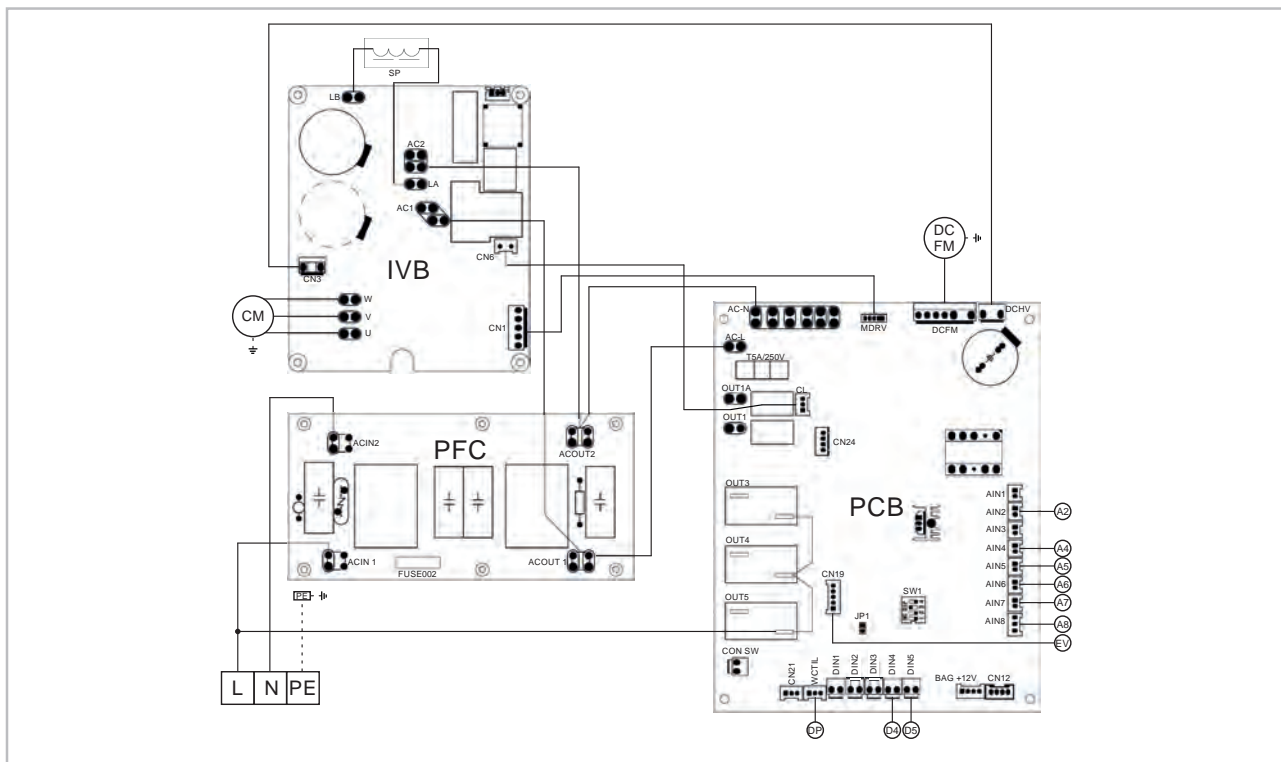 SP
LB
AC2
LA
AC1
IVB
CN6
CN3
W
CM
V
U
CN1
DC
FM
AC-N
MDRV
DCFM
DCHV
AC-L
T5A/250V
OUT1A
CL
OUT1
CN24
ACIN2
PFC
ACOUT2
ACIN 1
FUSE002
ACOUT 1
PE
L N PE
OUT3
PCB
OUT4
OUT5
CN19
SW1
JP1
AIN1
AIN2
A2
AIN3
AIN4
A4
AIN5
A5
AIN6
A6
AIN7
A7
AIN8
A8
EV
CON SW
CN21
WCTIL
DIN1
DIN2
DIN3
DIN4
DIN5
BAG +12V
CN12
DP
D4
D5